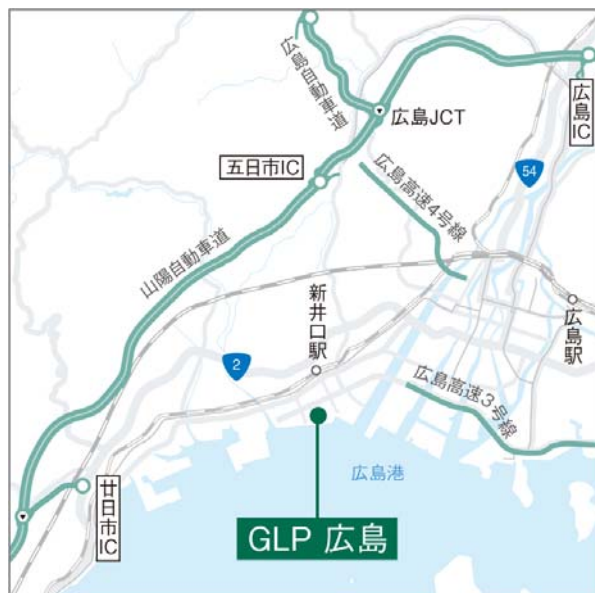 広島自動車道
広島JCT
広島IC
五日市IC
広島高速4号線
54
山陽自動車道
新井口駅
広島駅
2
広島高速3号線
広島港
廿日市IC
GLP 広島